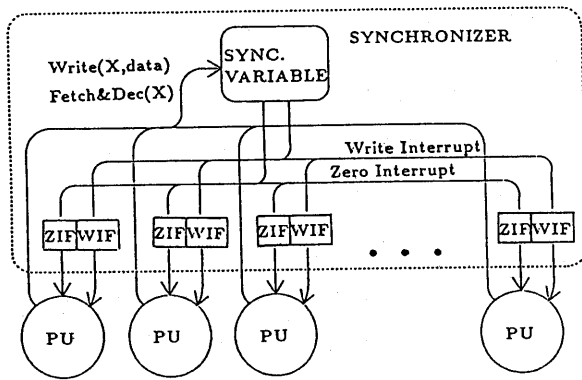 SYNCHRONIZER
SYNC.
VARIABLE
Write(X,data)
Fetch&Dec(X)
Write Interrupt
Zero Interrupt
ZIF WIF ZIF WIF ZIF WIF ZIF WIF
PU PU PU PU